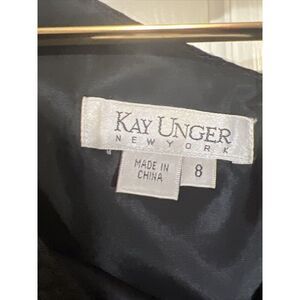 KAY UNGER
NEW YORK
MADE IN
CHINA
8